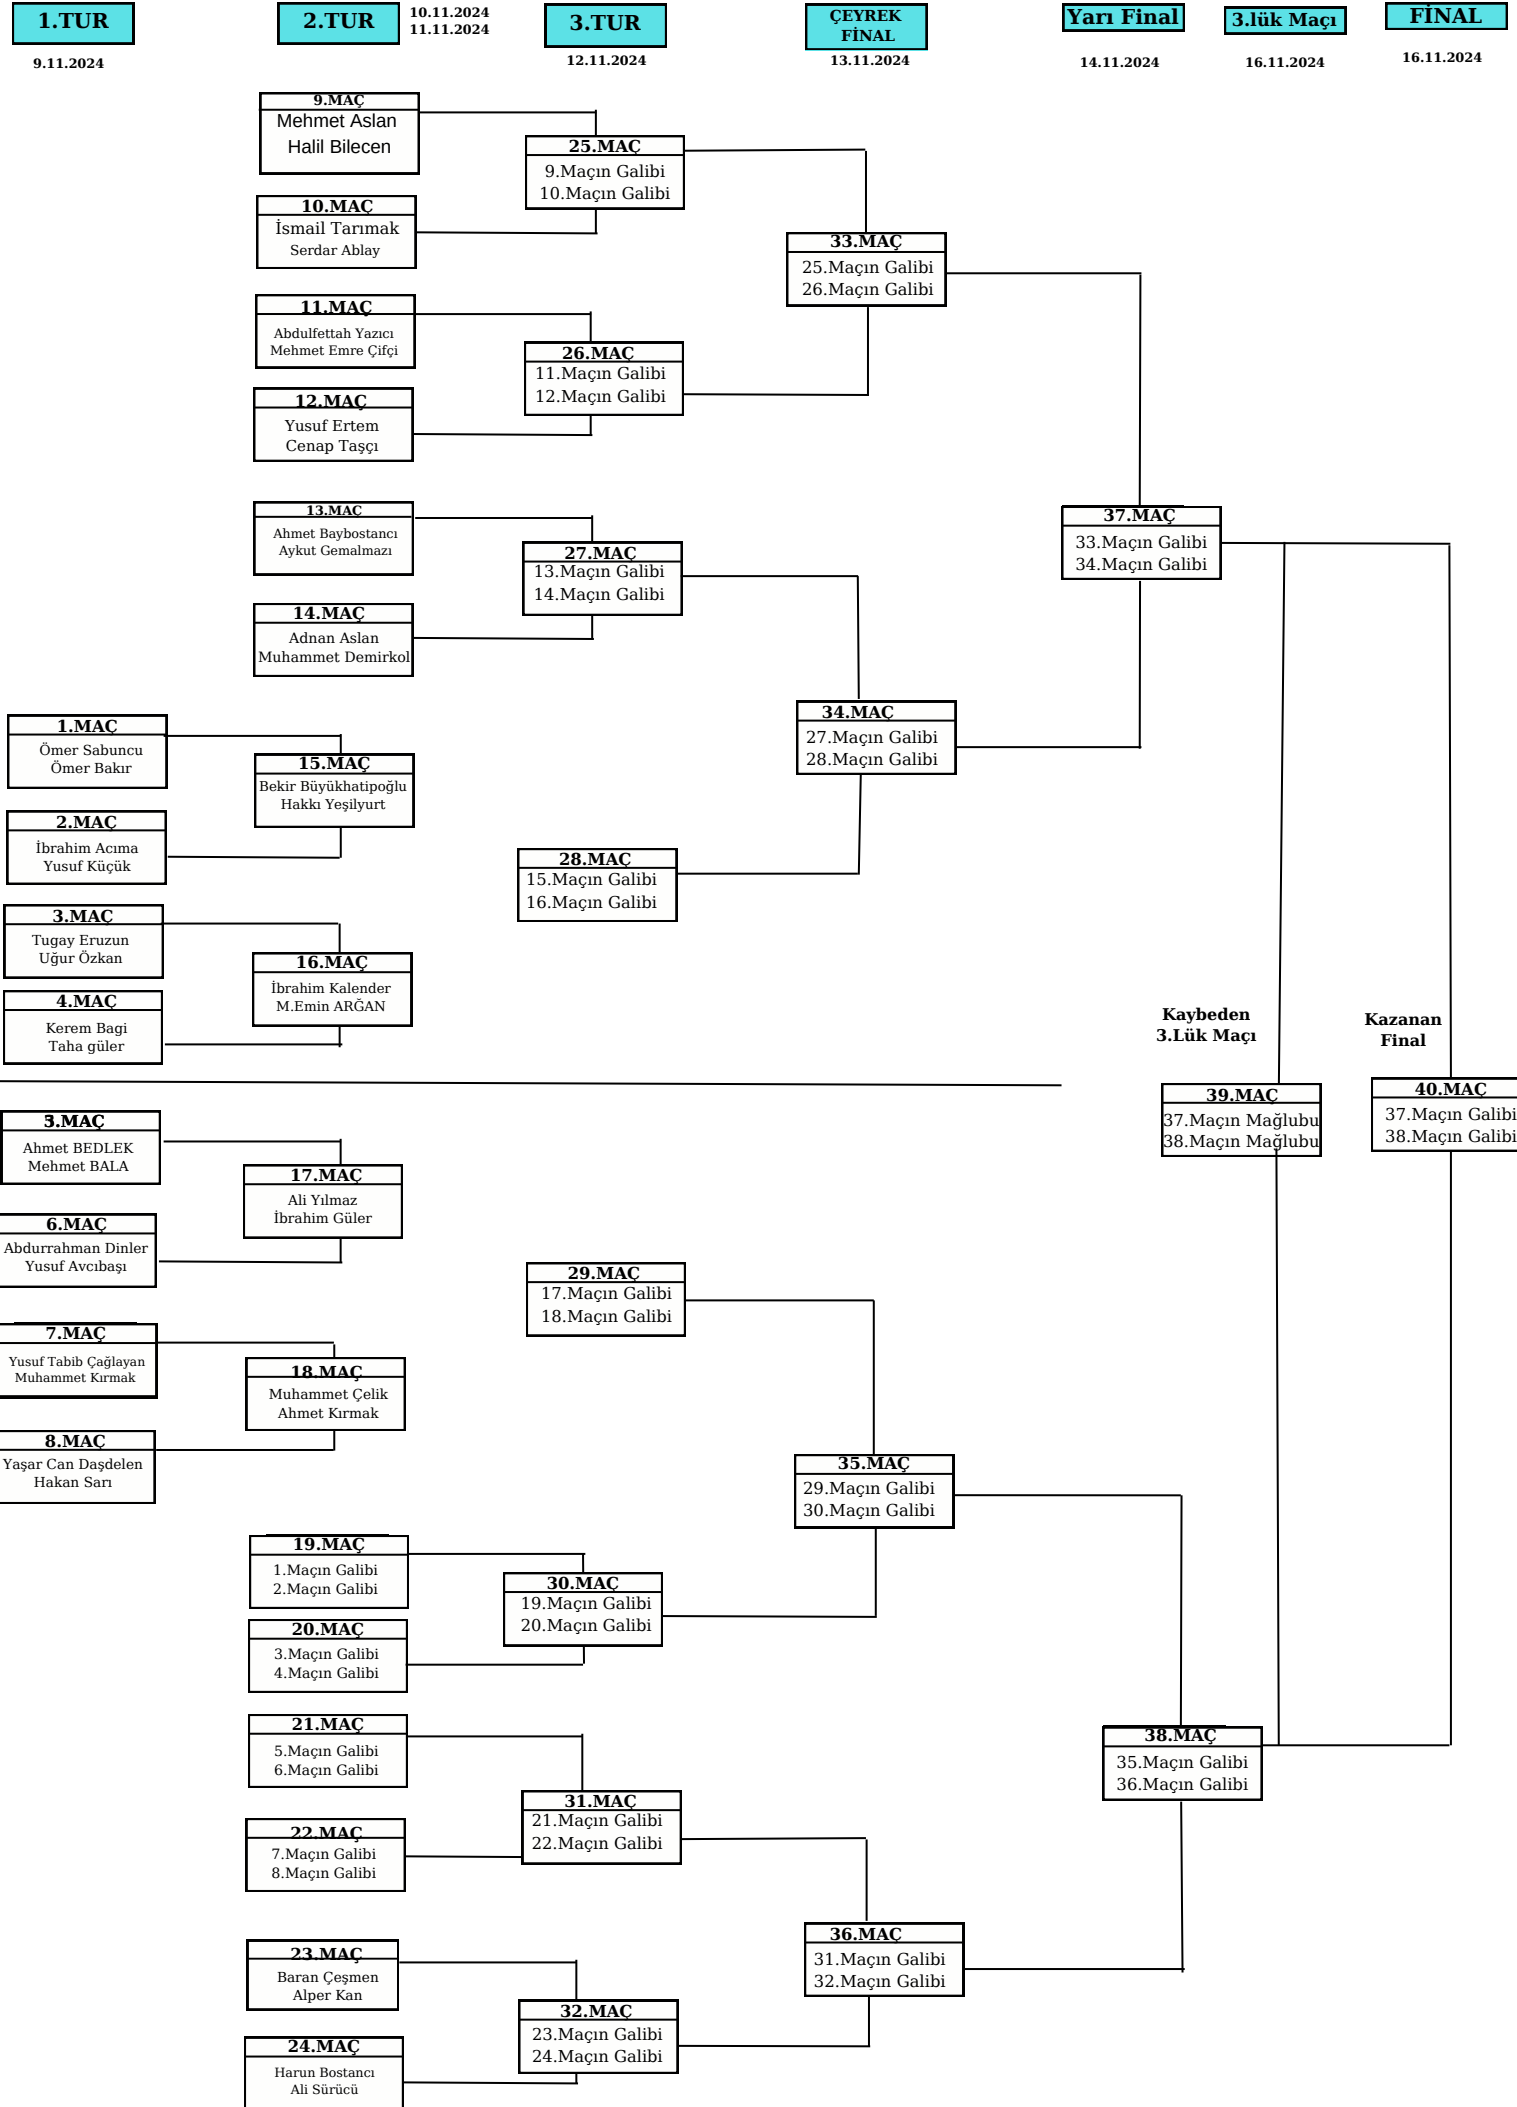 1.TUR
9.11.2024
2.TUR
10.11.2024
11.11.2024
3.TUR
12.11.2024
ÇEYREK
FİNAL
13.11.2024
Yarı Final
14.11.2024
3.lük Maçı
16.11.2024
FİNAL
16.11.2024
9.MAÇ
Mehmet Aslan
Halil Bilecen
10.MAÇ
İsmail Tarımak
Serdar Ablay
25.MAÇ
9.Maçın Galibi
10.Maçın Galibi
11.MAÇ
Abdulfettah Yazıcı
Mehmet Emre Çifçi
12.MAÇ
Yusuf Ertem
Cenap Taşçı
26.MAÇ
11.Maçın Galibi
12.Maçın Galibi
33.MAÇ
25.Maçın Galibi
26.Maçın Galibi
13.MAÇ
Ahmet Baybostancı
Aykut Gemalmazı
14.MAÇ
Adnan Aslan
Muhammet Demirkol
27.MAÇ
13.Maçın Galibi
14.Maçın Galibi
37.MAÇ
33.Maçın Galibi
34.Maçın Galibi
1.MAÇ
Ömer Sabuncu
Ömer Bakır
2.MAÇ
İbrahim Acıma
Yusuf Küçük
15.MAÇ
Bekir Büyükhatipoğlu
Hakkı Yeşilyurt
34.MAÇ
27.Maçın Galibi
28.Maçın Galibi
28.MAÇ
15.Maçın Galibi
16.Maçın Galibi
3.MAÇ
Tugay Eruzun
Uğur Özkan
4.MAÇ
Kerem Bagi
Taha güler
16.MAÇ
İbrahim Kalender
M.Emin ARĞAN
Kaybeden
3.Lük Maçı
Kazanan
Final
39.MAÇ
37.Maçın Mağlubu
38.Maçın Mağlubu
40.MAÇ
37.Maçın Galibi
38.Maçın Galibi
5.MAÇ
Ahmet BEDLEK
Mehmet BALA
6.MAÇ
Abdurrahman Dinler
Yusuf Avcıbaşı
17.MAÇ
Ali Yılmaz
İbrahim Güler
29.MAÇ
17.Maçın Galibi
18.Maçın Galibi
7.MAÇ
Yusuf Tabib Çağlayan
Muhammet Kırmak
8.MAÇ
Yaşar Can Daşdelen
Hakan Sarı
18.MAÇ
Muhammet Çelik
Ahmet Kırmak
35.MAÇ
29.Maçın Galibi
30.Maçın Galibi
19.MAÇ
1.Maçın Galibi
2.Maçın Galibi
20.MAÇ
3.Maçın Galibi
4.Maçın Galibi
30.MAÇ
19.Maçın Galibi
20.Maçın Galibi
21.MAÇ
5.Maçın Galibi
6.Maçın Galibi
22.MAÇ
7.Maçın Galibi
8.Maçın Galibi
31.MAÇ
21.Maçın Galibi
22.Maçın Galibi
38.MAÇ
35.Maçın Galibi
36.Maçın Galibi
36.MAÇ
31.Maçın Galibi
32.Maçın Galibi
23.MAÇ
Baran Çeşmen
Alper Kan
24.MAÇ
Harun Bostancı
Ali Sürücü
32.MAÇ
23.Maçın Galibi
24.Maçın Galibi